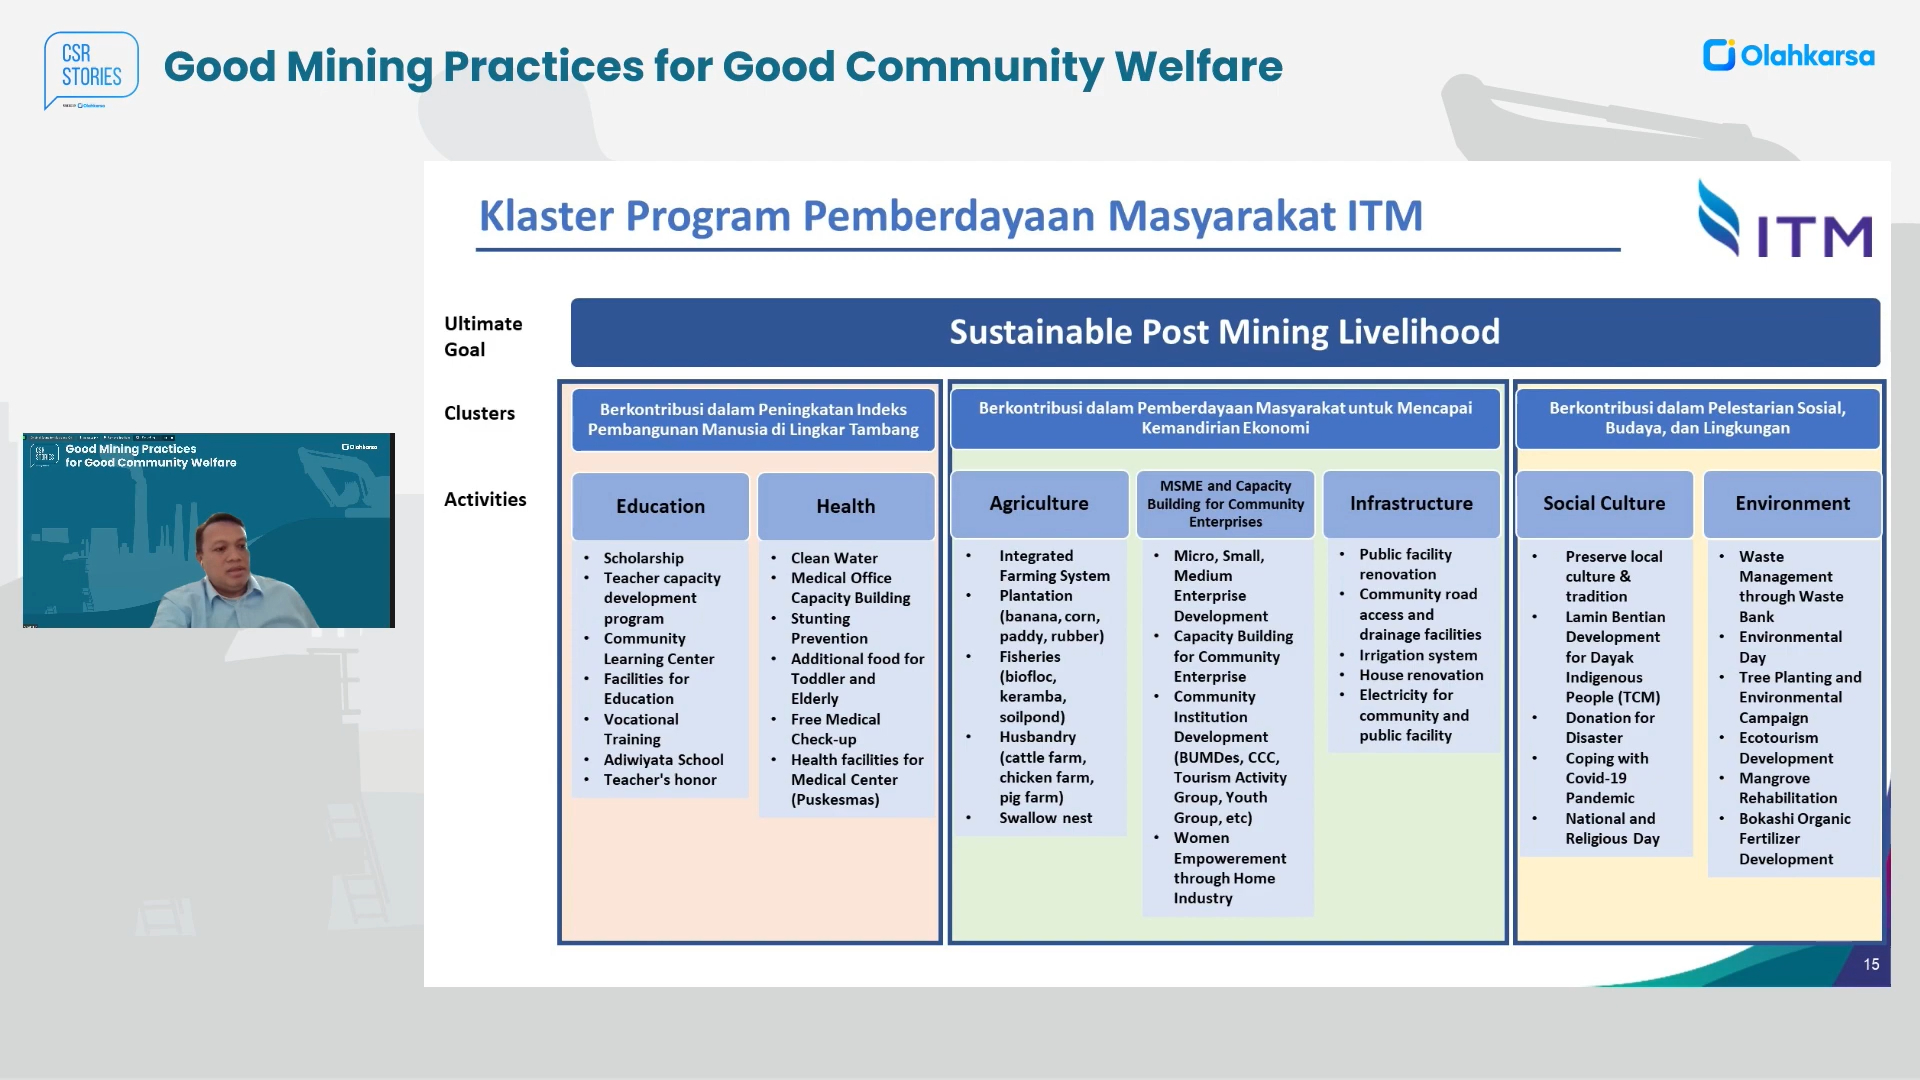 CSR
STORIES
Olahkarsa
Good Mining Practices for Good Community Welfare
Olahkarsa
Good Mining Practices
for Good Community Welfare
CSR
STORIES
Olahkarsa
Klaster Program Pemberdayaan Masyarakat ITM
ITM
Ultimate
Goal
Sustainable Post Mining Livelihood
Clusters
Berkontribusi dalam Peningkatan Indeks
Pembangunan Manusia di Lingkar Tambang
Berkontribusi dalam Pemberdayaan Masyarakat untuk Mencapai
Kemandirian Ekonomi
Berkontribusi dalam Pelestarian Sosial,
Budaya, dan Lingkungan
Activities
Education
• Scholarship
• Teacher capacity
development
program
• Community
Learning Center
• Facilities for
Education
• Vocational
Training
• Adiwiyata School
• Teacher's honor
Health
• Clean Water
• Medical Office
Capacity Building
• Stunting
Prevention
• Additional food for
Toddler and
Elderly
• Free Medical
Check-up
• Health facilities for
Medical Center
(Puskesmas)
Agriculture
• Integrated
Farming System
• Plantation
(banana, corn,
paddy, rubber)
• Fisheries
(biofloc,
keramba,
soilpond)
• Husbandry
(cattle farm,
chicken farm,
pig farm)
• Swallow nest
MSME and Capacity
Building for Community
Enterprises
• Micro, Small,
Medium
Enterprise
Development
• Capacity Building
for Community
Enterprise
• Community
Institution
Development
(BUMDes, CCC,
Tourism Activity
Group, Youth
Group, etc)
• Women
Empowerement
through Home
Industry
Infrastructure
• Public facility
renovation
• Community road
access and
drainage facilities
• Irrigation system
• House renovation
• Electricity for
community and
public facility
Social Culture
• Preserve local
culture &
tradition
• Lamin Bentian
Development
for Dayak
Indigenous
People (TCM)
• Donation for
Disaster
• Coping with
Covid-19
Pandemic
• National and
Religious Day
Environment
• Waste
Management
through Waste
Bank
• Environmental
Day
• Tree Planting and
Environmental
Campaign
• Ecotourism
Development
• Mangrove
Rehabilitation
• Bokashi Organic
Fertilizer
Development
15